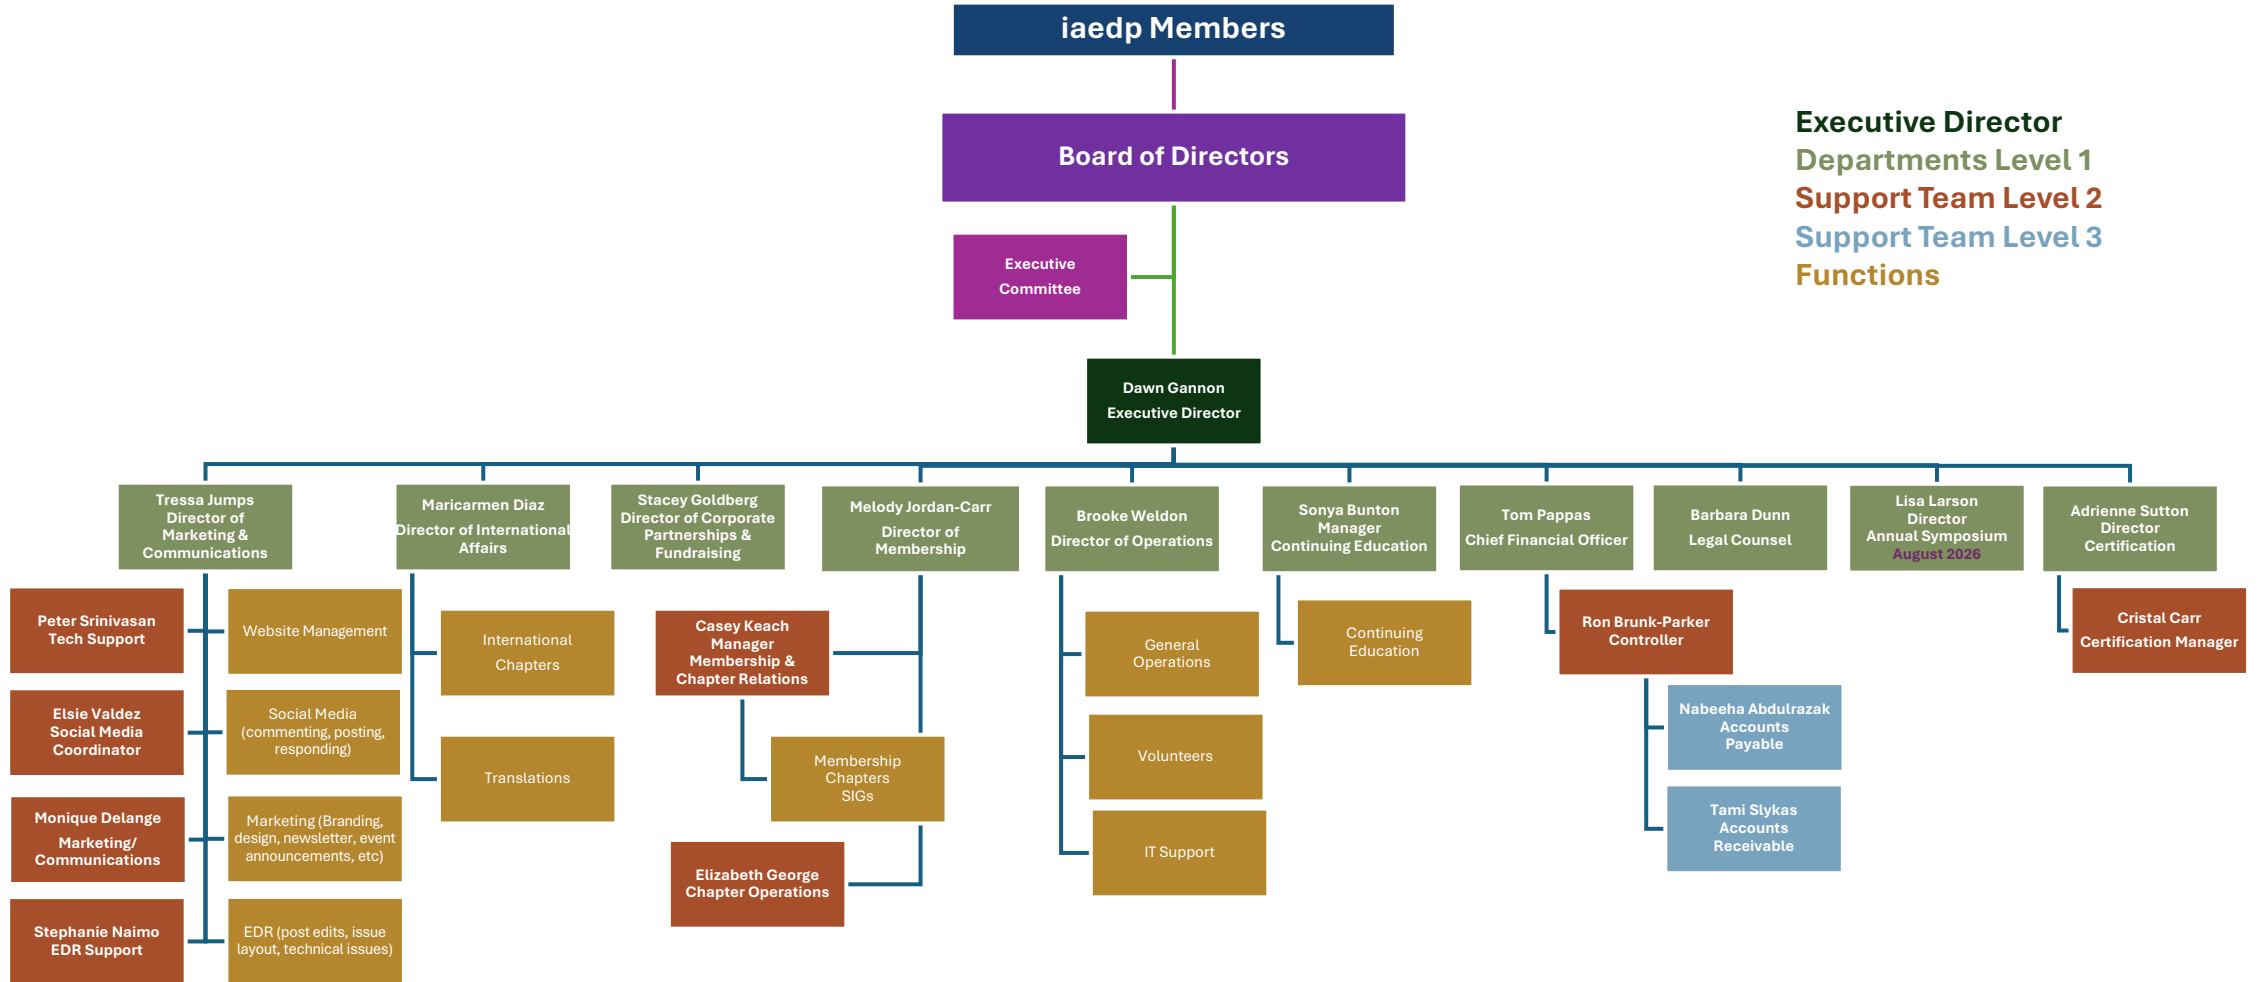 iaedp Members
Board of Directors
Executive
Committee
Executive Director
Departments Level 1
Support Team Level 2
Support Team Level 3
Functions
Dawn Gannon
Executive Director
Tressa Jumps
Director of
Marketing &
Communications
Maricarmen Diaz
Director of International
Affairs
Stacey Goldberg
Director of Corporate
Partnerships &
Fundraising
Melody Jordan-Carr
Director of
Membership
Brooke Weldon
Director of Operations
Sonya Bunton
Manager
Continuing Education
Tom Pappas
Chief Financial Officer
Barbara Dunn
Legal Counsel
Lisa Larson
Director
Annual Symposium
August 2026
Adrienne Sutton
Director
Certification
Peter Srinivasan
Tech Support
Website Management
Elsie Valdez
Social Media
Coordinator
Social Media
(commenting, posting,
responding)
Monique Delange
Marketing/
Communications
Marketing (Branding,
design, newsletter, event
announcements, etc)
Stephanie Naimo
EDR Support
EDR (post edits, issue
layout, technical issues)
International
Chapters
Translations
Casey Keach
Manager
Membership &
Chapter Relations
Membership
Chapters
SIGs
Elizabeth George
Chapter Operations
General
Operations
Volunteers
IT Support
Continuing
Education
Ron Brunk-Parker
Controller
Nabeeha Abdulrazak
Accounts
Payable
Tami Slykas
Accounts
Receivable
Cristal Carr
Certification Manager